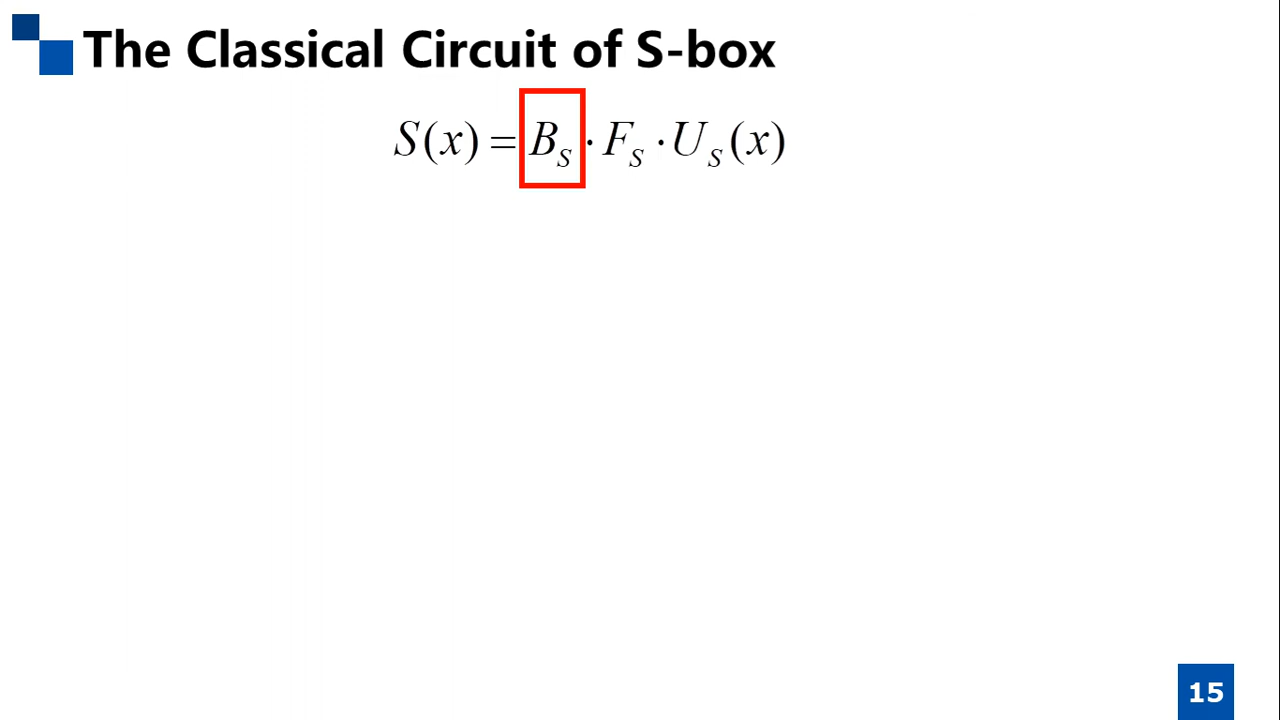 The Classical Circuit of S-box
S(x) = B_S · F_S · U_S(x)
15